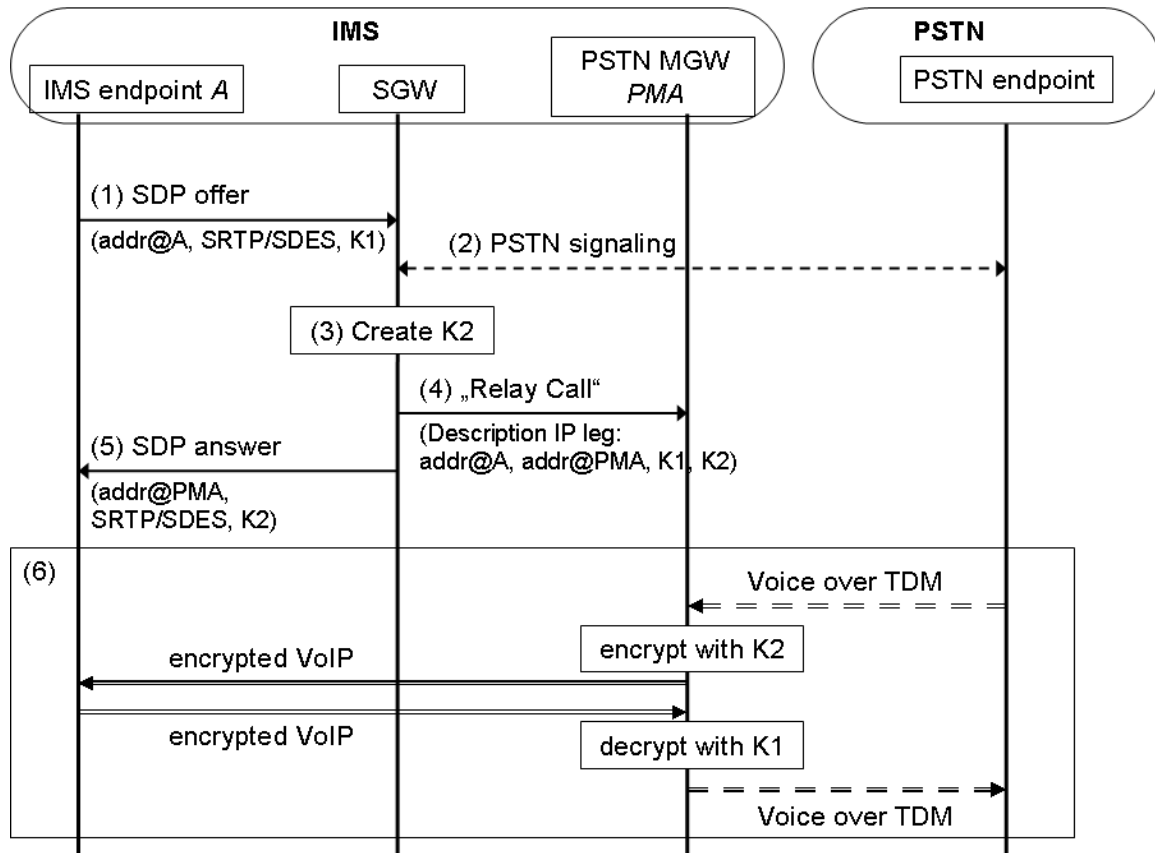 IMS
PSTN
IMS endpoint A
SGW
PSTN MGW
PMA
PSTN endpoint
(1) SDP offer
(addr@A, SRTP/SDES, K1)
(2) PSTN signaling
(3) Create K2
(4) „Relay Call“
(Description IP leg:
addr@A, addr@PMA, K1, K2)
(5) SDP answer
(addr@PMA,
SRTP/SDES, K2)
(6)
Voice over TDM
encrypt with K2
encrypted VoIP
encrypted VoIP
decrypt with K1
Voice over TDM